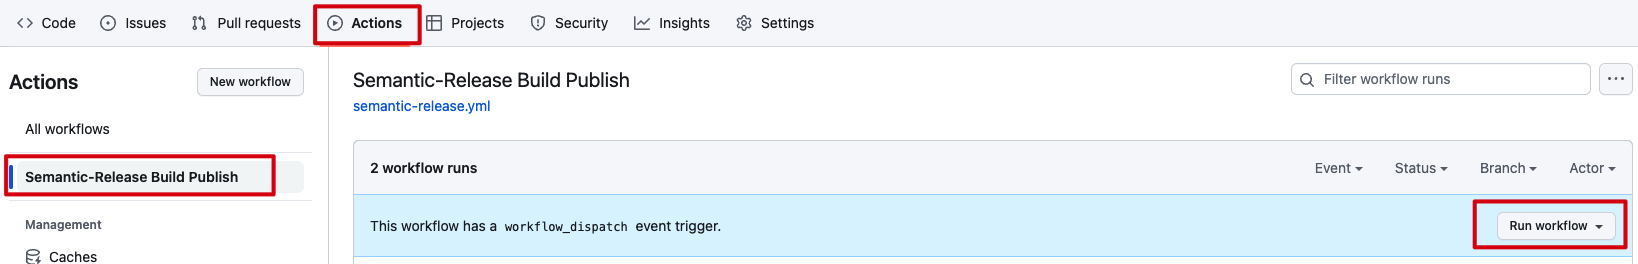 Code Issues Pull requests Actions Projects Security Insights Settings
Actions
New workflow
All workflows
Semantic-Release Build Publish
Management
Caches
Semantic-Release Build Publish
semantic-release.yml
Filter workflow runs
2 workflow runs
Event Status Branch Actor
This workflow has a workflow_dispatch event trigger.
Run workflow